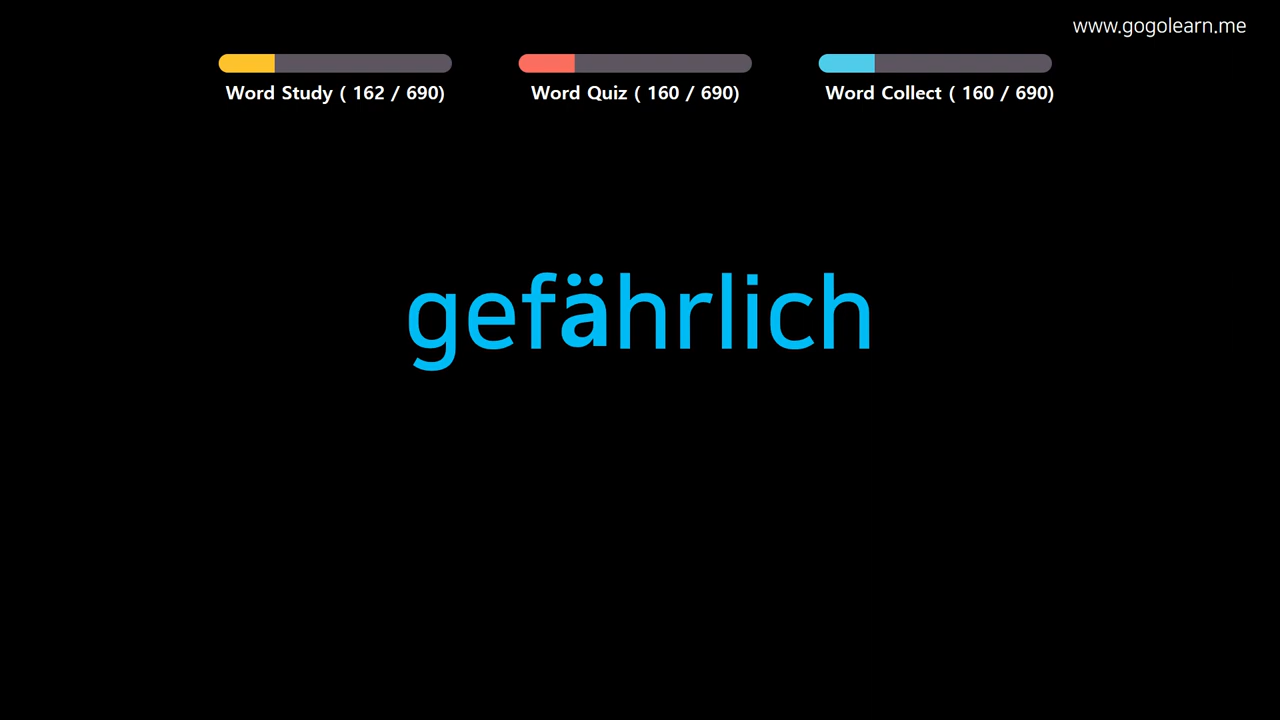 www.gogolearn.me
Word Study ( 162 / 690)
Word Quiz ( 160 / 690)
Word Collect ( 160 / 690)
gefährlich